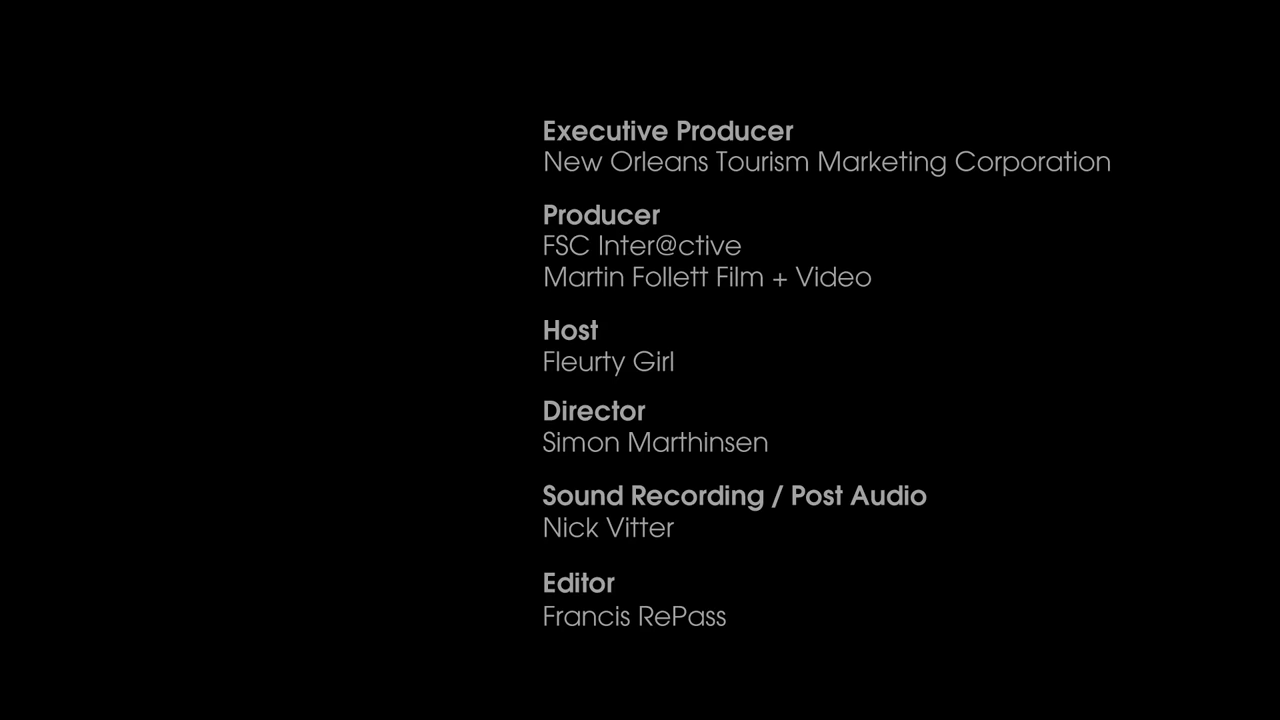 Executive Producer
New Orleans Tourism Marketing Corporation
Producer
FSC Inter@ctive
Martin Follett Film + Video
Host
Fleurty Girl
Director
Simon Marthinsen
Sound Recording / Post Audio
Nick Vitter
Editor
Francis RePass